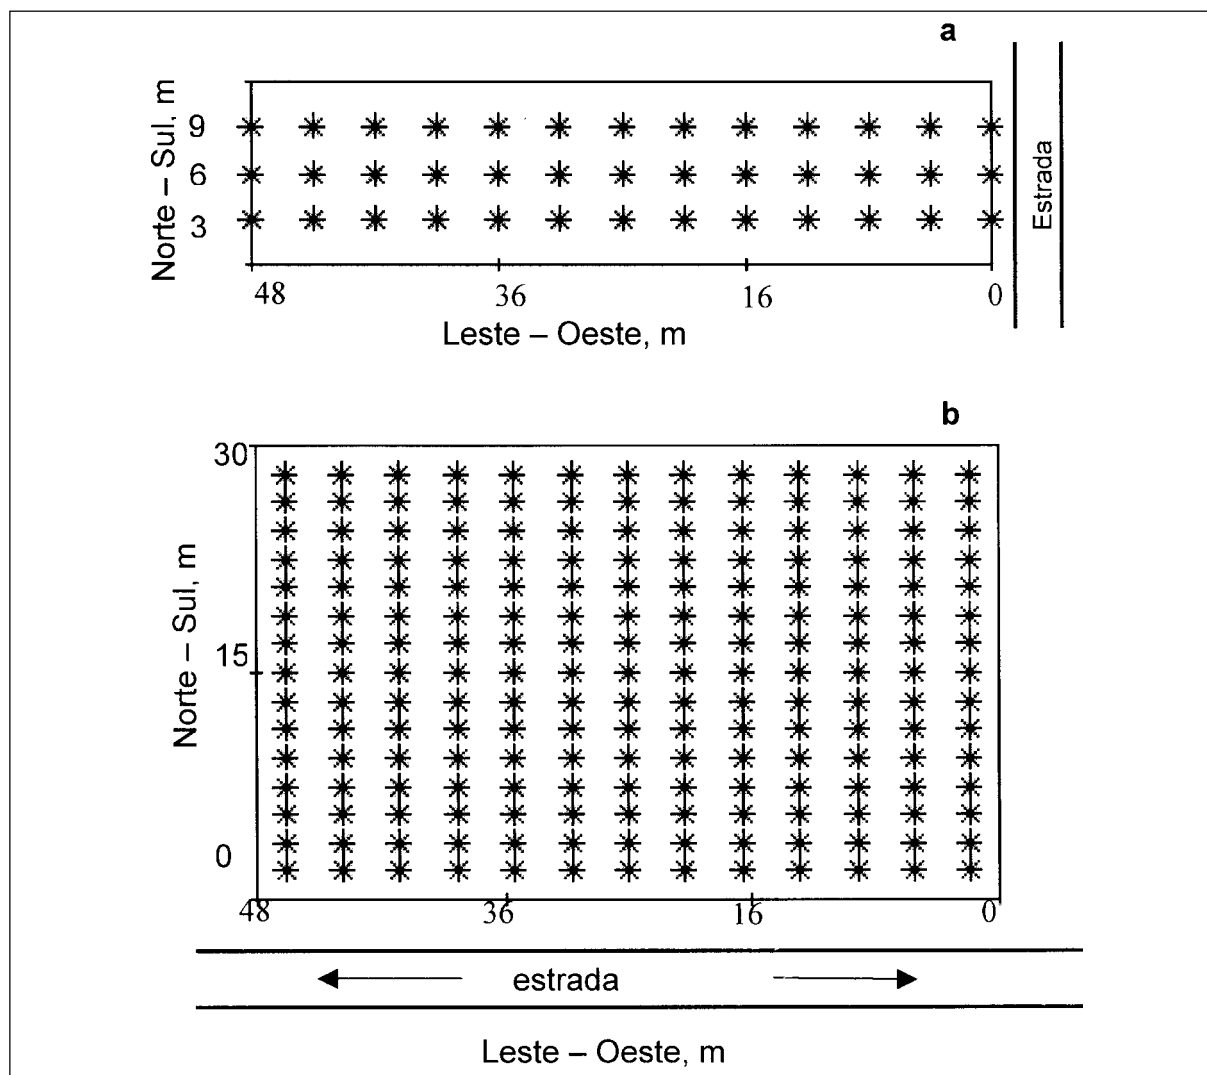 a
Norte – Sul, m
9
6
3
Estrada
48 36 16 0
Leste – Oeste, m
b
30
15
0
Norte – Sul, m
48 36 16 0
estrada
Leste – Oeste, m